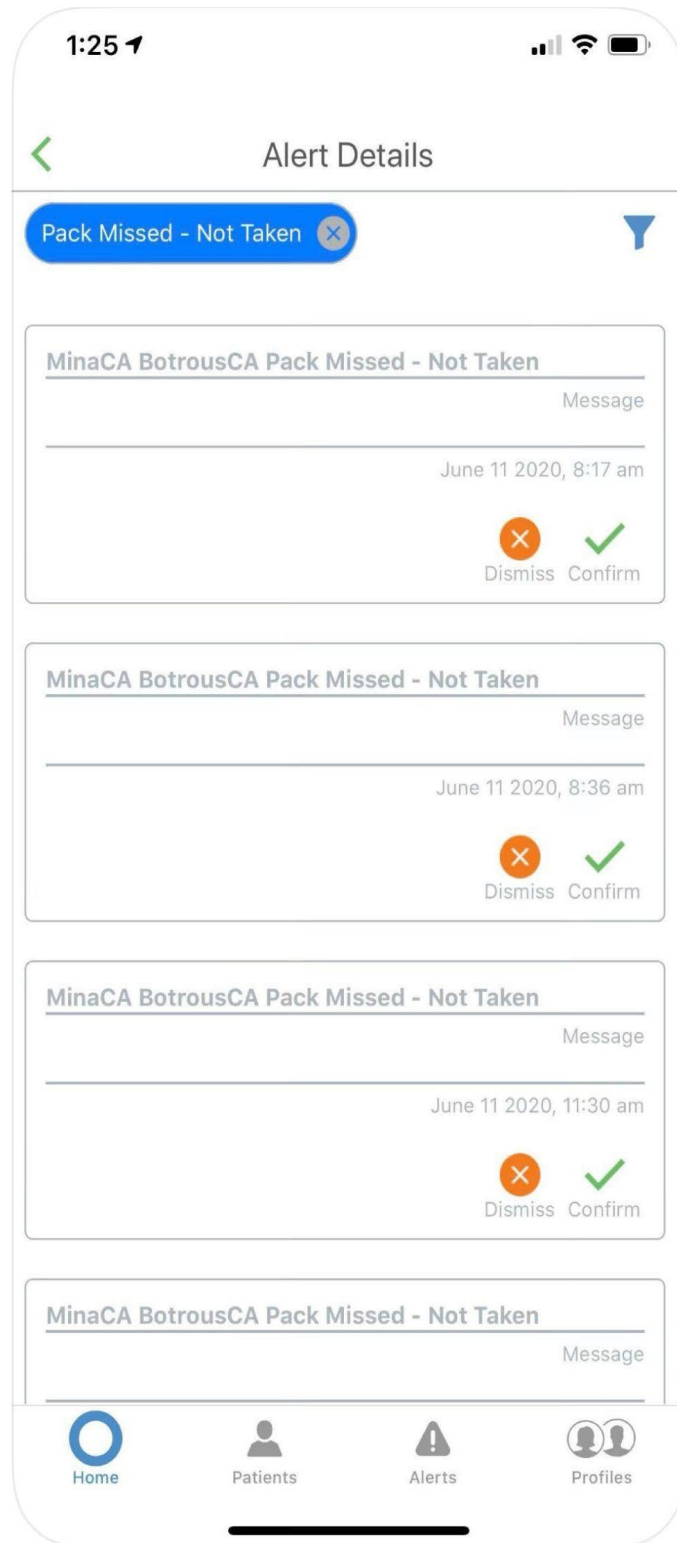 1:25
Alert Details
Pack Missed - Not Taken
MinaCA BotrousCA Pack Missed - Not Taken
Message
June 11 2020, 8:17 am
Dismiss Confirm
MinaCA BotrousCA Pack Missed - Not Taken
Message
June 11 2020, 8:36 am
Dismiss Confirm
MinaCA BotrousCA Pack Missed - Not Taken
Message
June 11 2020, 11:30 am
Dismiss Confirm
MinaCA BotrousCA Pack Missed - Not Taken
Message
Home Patients Alerts Profiles